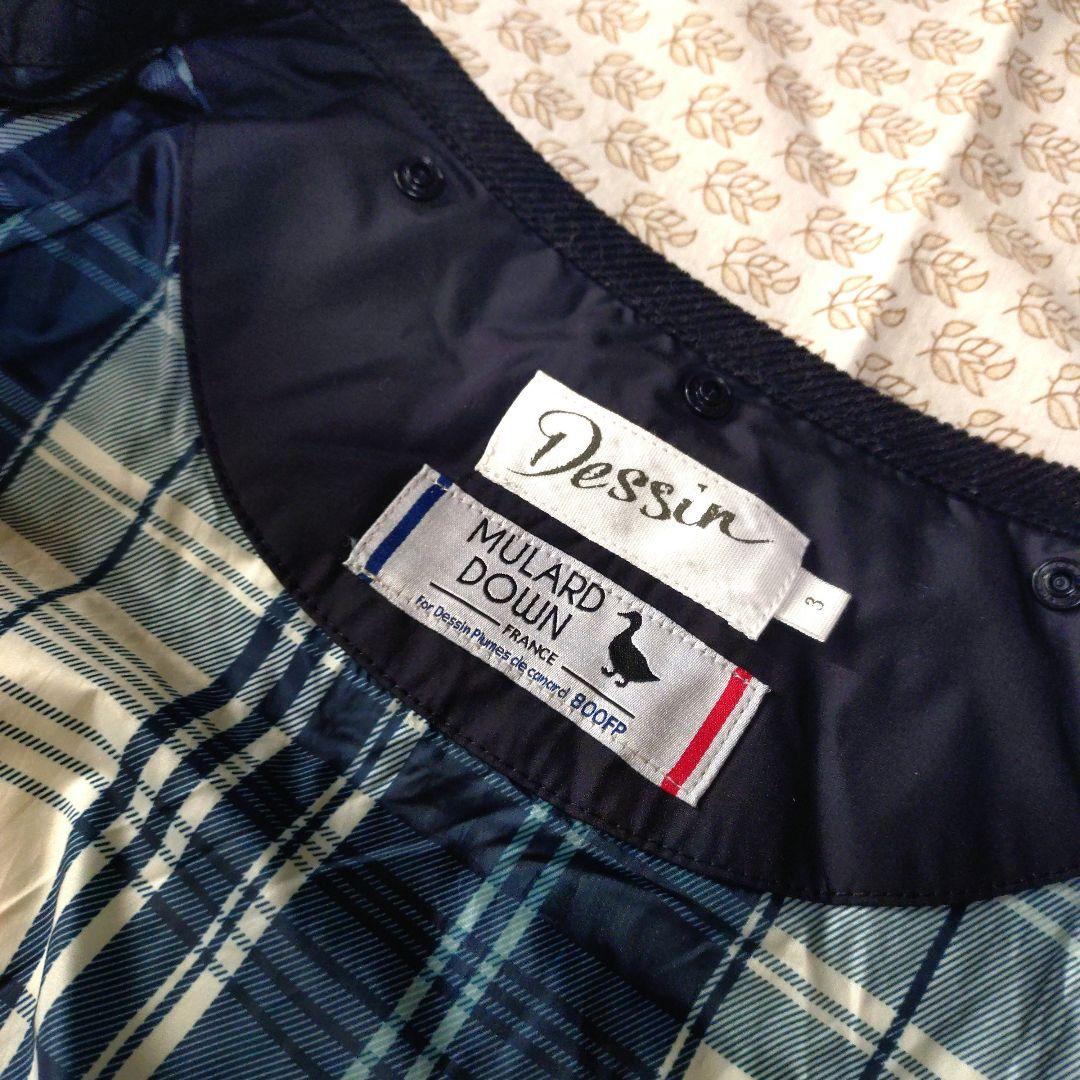 Dessin
3
MULARD
DOWN
FRANCE
For Dessin Plumes de canard 800FP